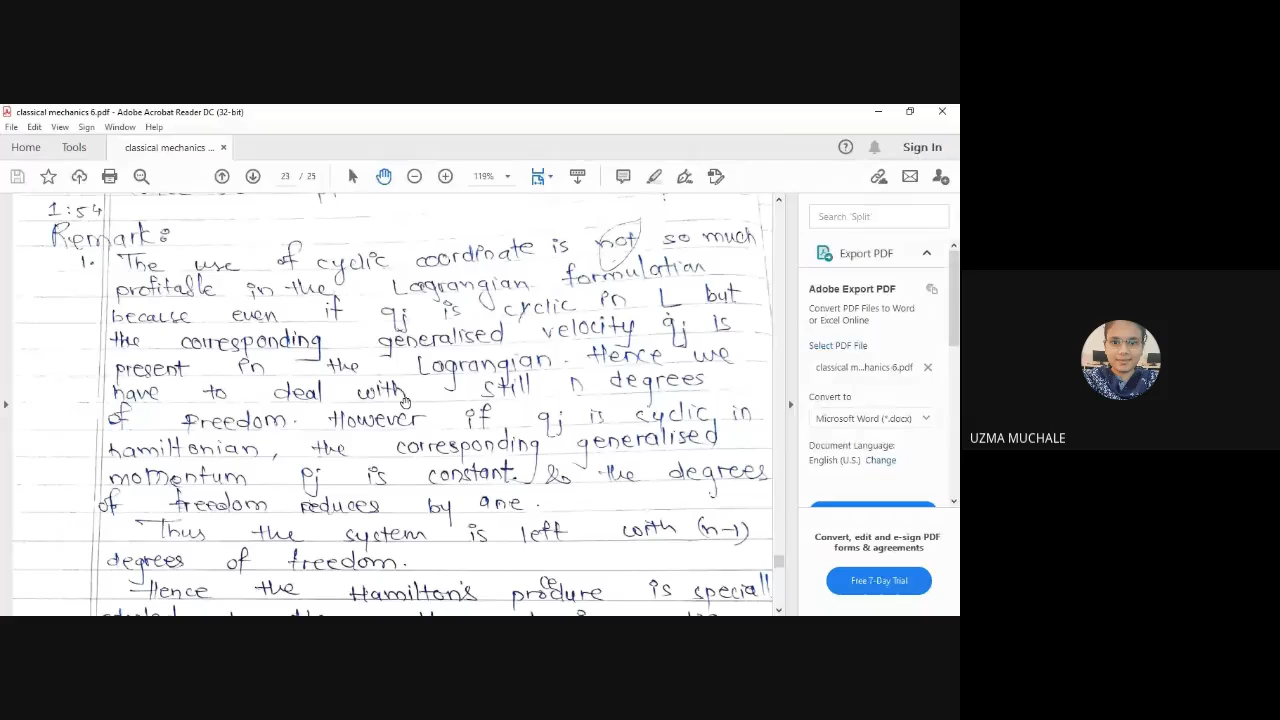 classical mechanics 6.pdf - Adobe Acrobat Reader DC (32-bit)
File Edit View Sign Window Help
Home Tools classical mechanics ... × Sign In
23 / 25 119%
1:54
Remark:
1. The use of cyclic coordinate is not so much
profitable in the Lagrangian formulation
because even if qj is cyclic in L but
the corresponding generalised velocity q̇j is
present in the Lagrangian. Hence we
have to deal with still n degrees
of freedom. However if qj is cyclic in
hamiltonian, the corresponding generalised
momentum Pj is constant. So the degrees
of freedom reduces by one.
Thus the system is left with (n-1)
degrees of freedom.
Hence the Hamilton's produre is speciall
ce
Search 'Split'
Export PDF
Adobe Export PDF
Convert PDF Files to Word
or Excel Online
Select PDF File
classical m...hanics 6.pdf ×
Convert to
Microsoft Word (*.docx)
Document Language:
English (U.S.) Change
Convert, edit and e-sign PDF
forms & agreements
Free 7-Day Trial
UZMA MUCHALE